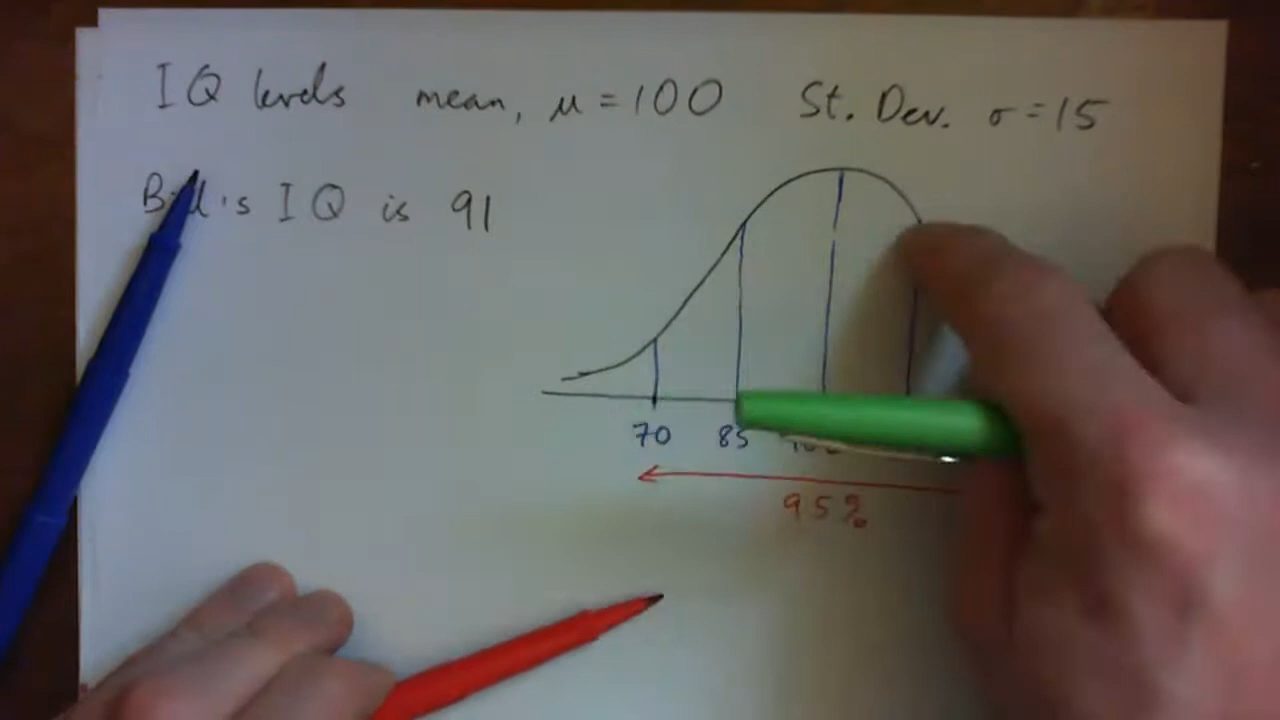 IQ levels mean, μ = 100 St. Dev. σ = 15
IQ is 91
70 85
95%